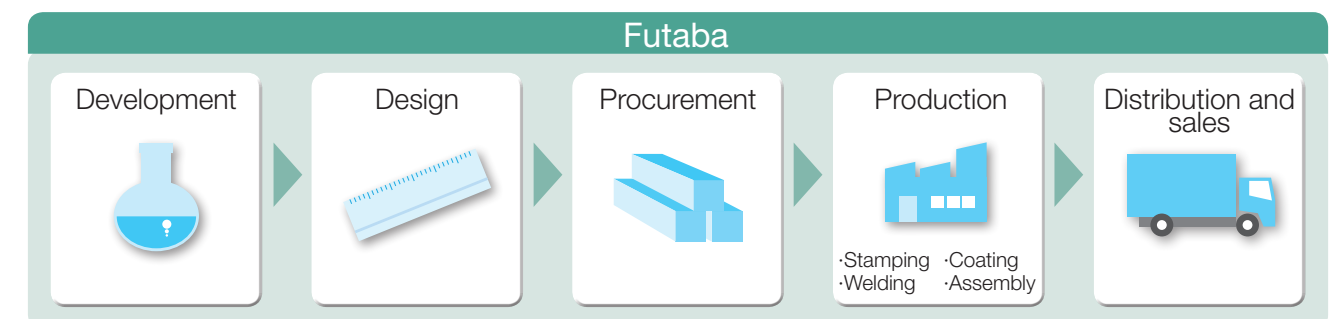 Futaba
Development
Design
Procurement
Production
Distribution and
sales
·Stamping ·Coating
·Welding ·Assembly